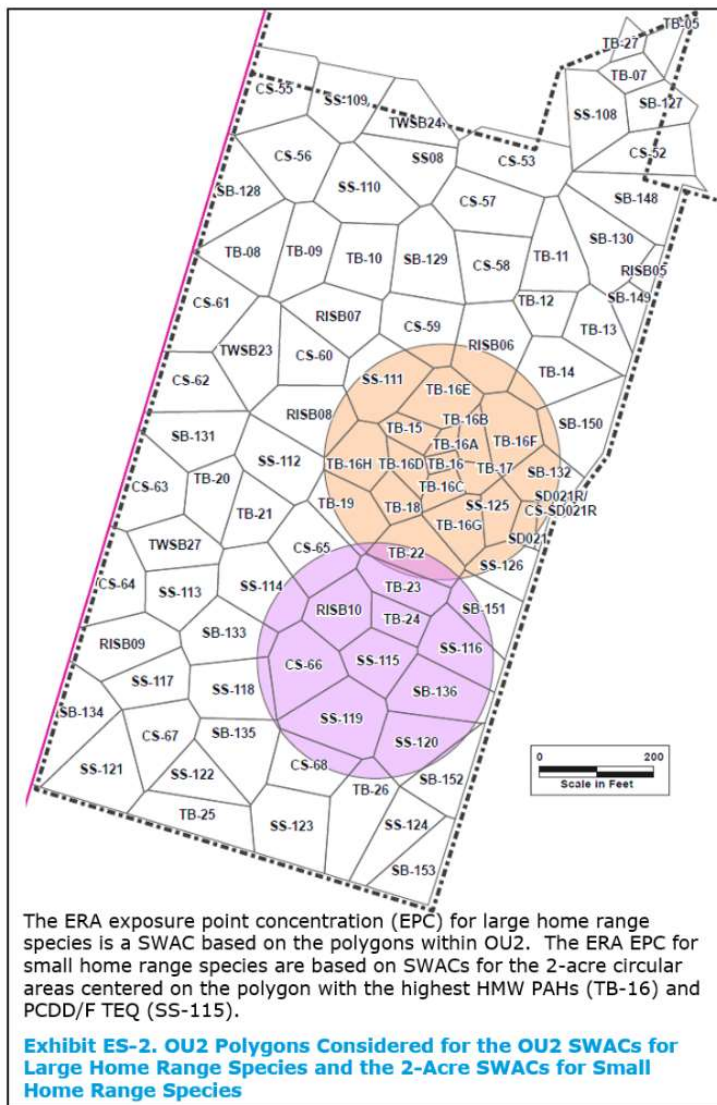 TB-05
TB-27
TB-07
CS-55
SS-109
SB-127
SS-108
TWSB24
CS-56
SS08
CS-53
CS-52
SB-128
SS-110
CS-57
SB-148
TB-08
TB-09
TB-10
SB-129
CS-58
TB-11
SB-130
RISB05
CS-61
RISB07
TB-12
SB-149
CS-59
TB-13
TWSB23
CS-60
RISB06
CS-62
SS-111
TB-16E
TB-14
RISB08
TB-15
TB-16B
SB-150
SB-131
TB-16A
TB-16F
SS-112
TB-16H
TB-16D
TB-16
TB-17
SB-132
CS-63
TB-20
TB-16C
TB-19
TB-18
SS-125
SD021R/
CS-SD021R
TB-21
TB-16G
TWSB27
CS-65
TB-22
SD021
SS-126
CS-64
SS-113
SS-114
TB-23
RISB10
SB-151
TB-24
SB-133
RISB09
SS-116
CS-66
SS-115
SS-117
SS-118
SB-136
SB-134
SS-119
CS-67
SB-135
SS-120
SS-121
SS-122
CS-68
SB-152
TB-26
TB-25
SS-123
SS-124
SB-153
0 200
Scale in Feet
The ERA exposure point concentration (EPC) for large home range
species is a SWAC based on the polygons within OU2. The ERA EPC for
small home range species are based on SWACs for the 2-acre circular
areas centered on the polygon with the highest HMW PAHs (TB-16) and
PCDD/F TEQ (SS-115).
Exhibit ES-2. OU2 Polygons Considered for the OU2 SWACs for
Large Home Range Species and the 2-Acre SWACs for Small
Home Range Species